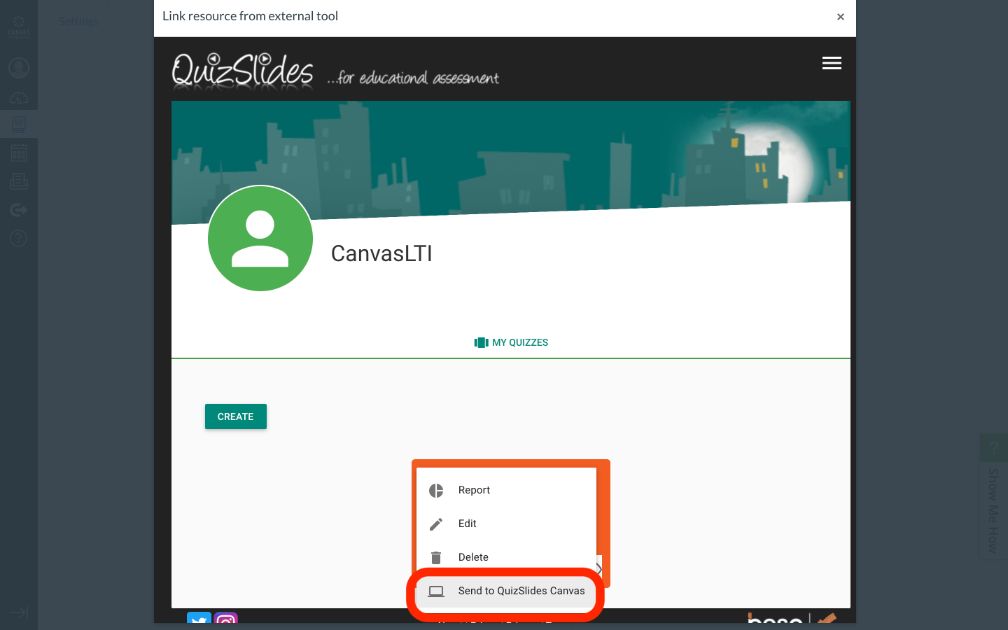 Link resource from external tool
×
Settings
QuizSlides ...for educational assessment
CanvasLTI
MY QUIZZES
CREATE
Report
Edit
Delete
Send to QuizSlides Canvas
?
Show Me How